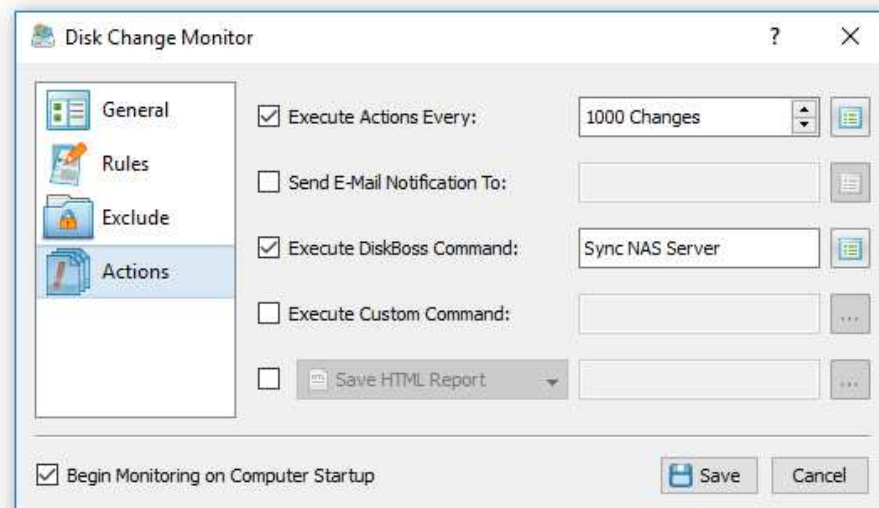 Disk Change Monitor
?
General
Rules
Exclude
Actions
Execute Actions Every:
1000 Changes
Send E-Mail Notification To:
Execute DiskBoss Command:
Sync NAS Server
Execute Custom Command:
...
Save HTML Report
...
Begin Monitoring on Computer Startup
Save
Cancel